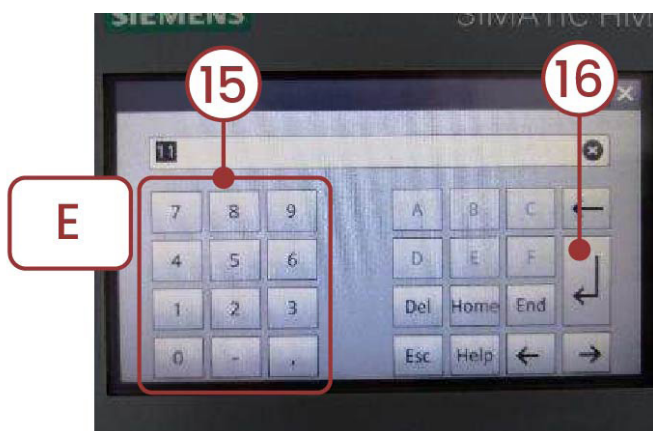 SIEMENS SIMATIC HMI
15 16
11
E
7 8 9 A B C ←
4 5 6 D E F ↵
1 2 3 Del Home End
0 - , Esc Help ← →